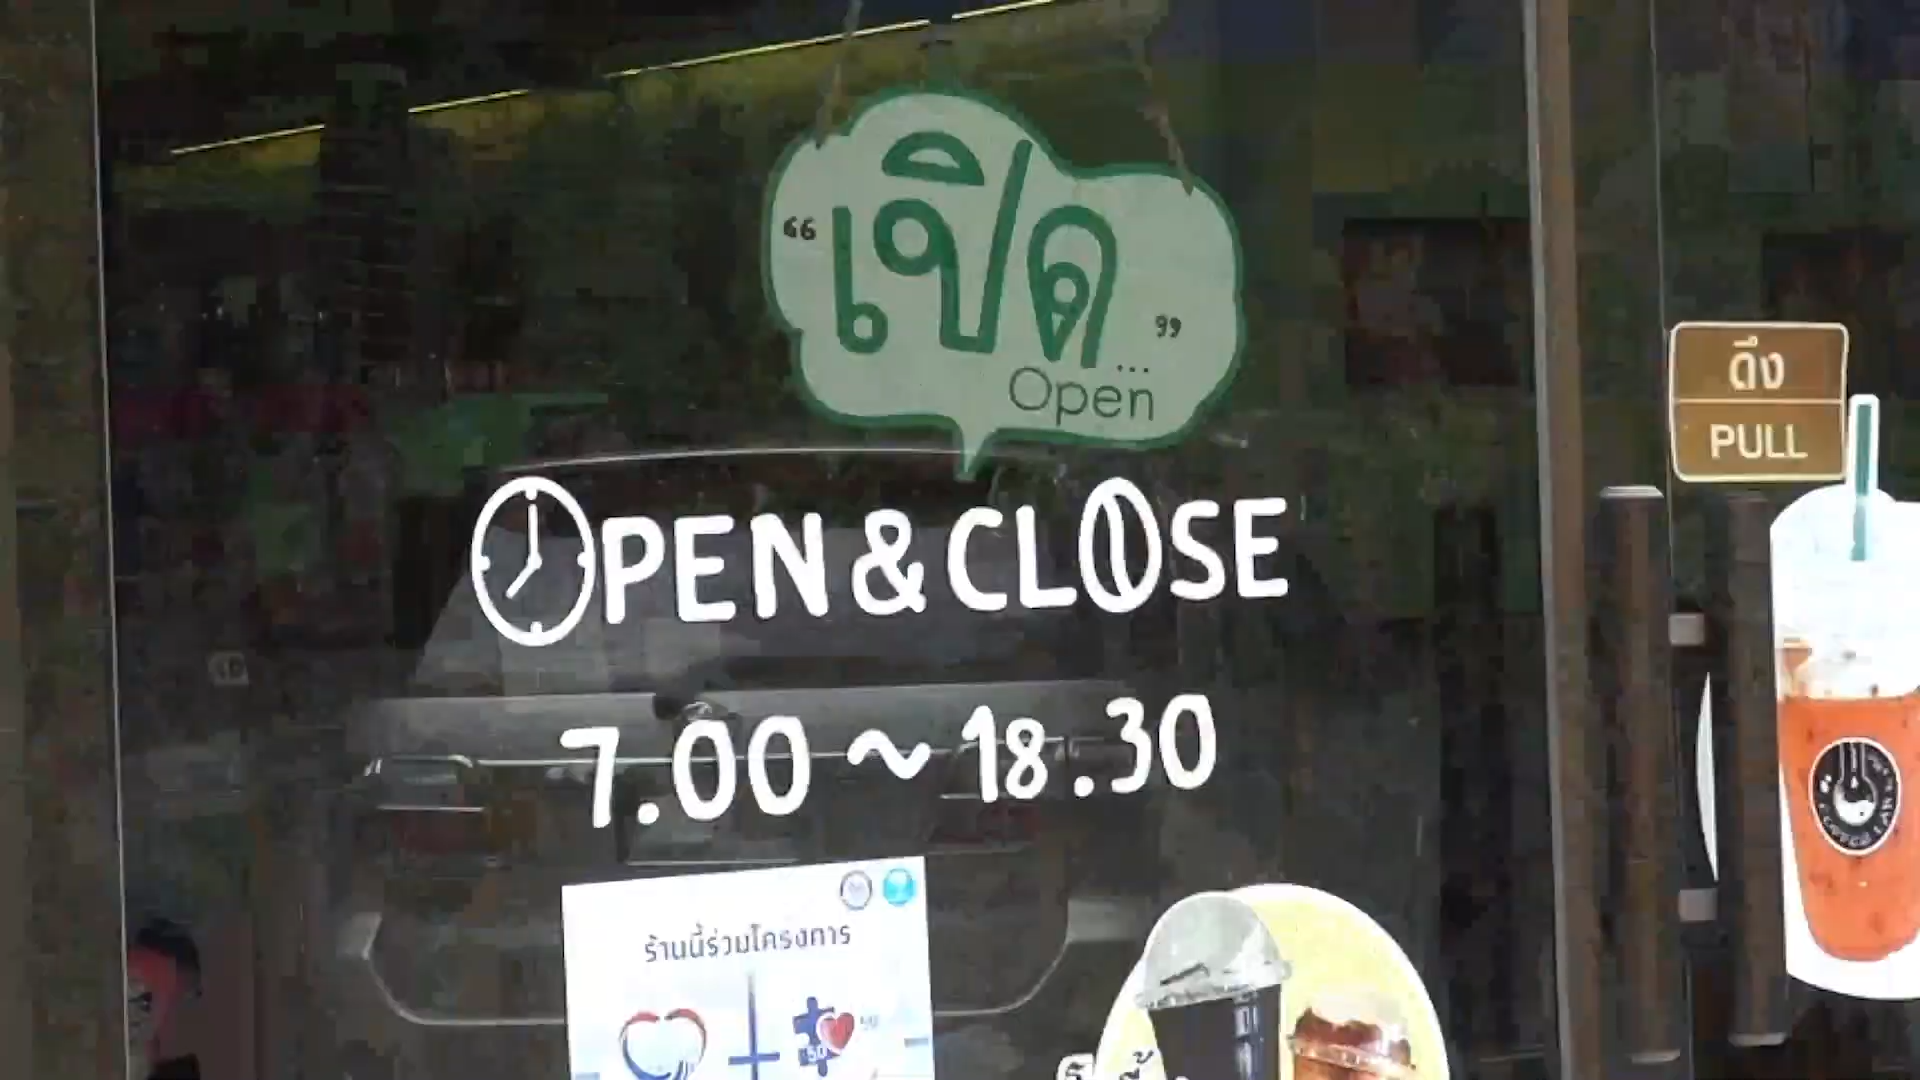 “เปิด”
...
Open
ดึง
PULL
OPEN & CLOSE
7.00 ~ 18.30
ร้านนี้ร่วมโครงการ